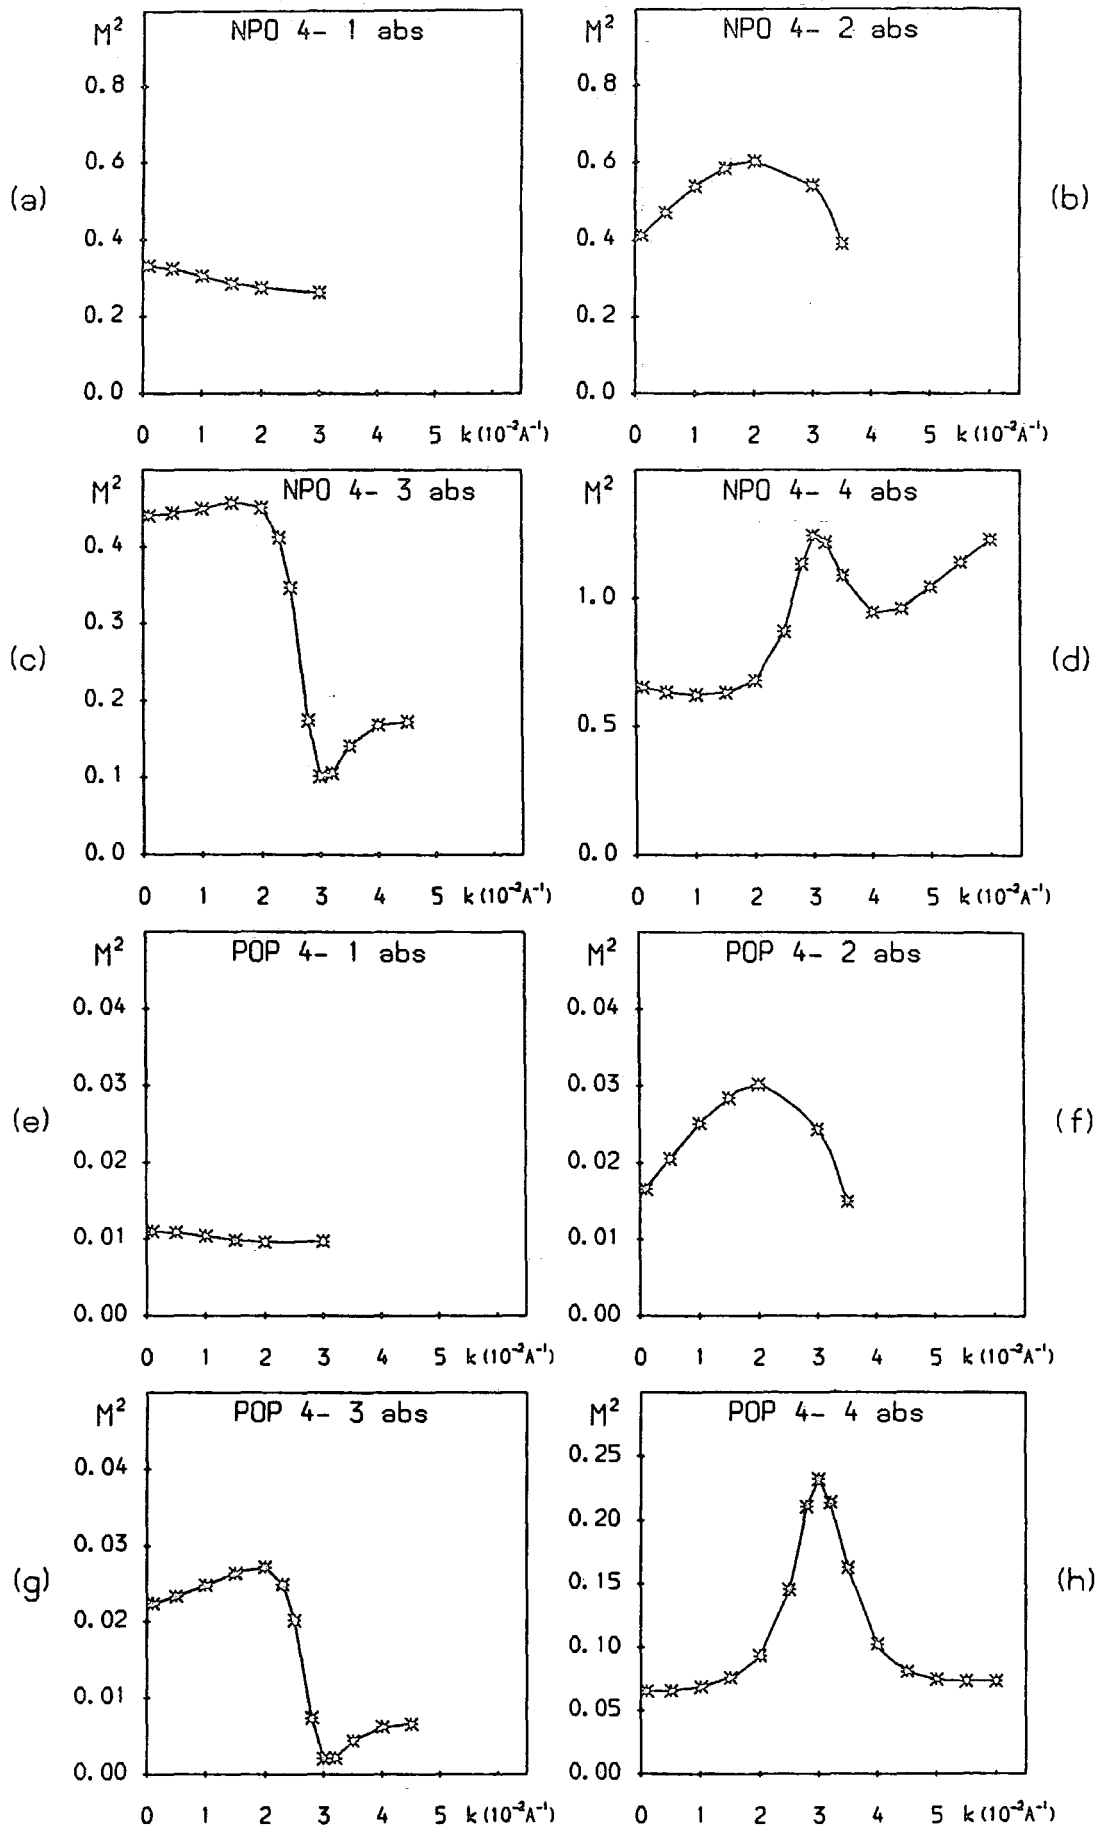 M² NPO 4- 1 abs
0.8
0.6
0.4
0.2
0.0
0 1 2 3 4 5 k (10⁻²Å⁻¹)
(a)
M² NPO 4- 2 abs
0.8
0.6
0.4
0.2
0.0
0 1 2 3 4 5 k (10⁻²Å⁻¹)
(b)
M² NPO 4- 3 abs
0.4
0.3
0.2
0.1
0.0
0 1 2 3 4 5 k (10⁻²Å⁻¹)
(c)
M² NPO 4- 4 abs
1.0
0.5
0.0
0 1 2 3 4 5 k (10⁻²Å⁻¹)
(d)
M² POP 4- 1 abs
0.04
0.03
0.02
0.01
0.00
0 1 2 3 4 5 k (10⁻²Å⁻¹)
(e)
M² POP 4- 2 abs
0.04
0.03
0.02
0.01
0.00
0 1 2 3 4 5 k (10⁻²Å⁻¹)
(f)
M² POP 4- 3 abs
0.04
0.03
0.02
0.01
0.00
0 1 2 3 4 5 k (10⁻²Å⁻¹)
(g)
M² POP 4- 4 abs
0.25
0.20
0.15
0.10
0.05
0.00
0 1 2 3 4 5 k (10⁻²Å⁻¹)
(h)